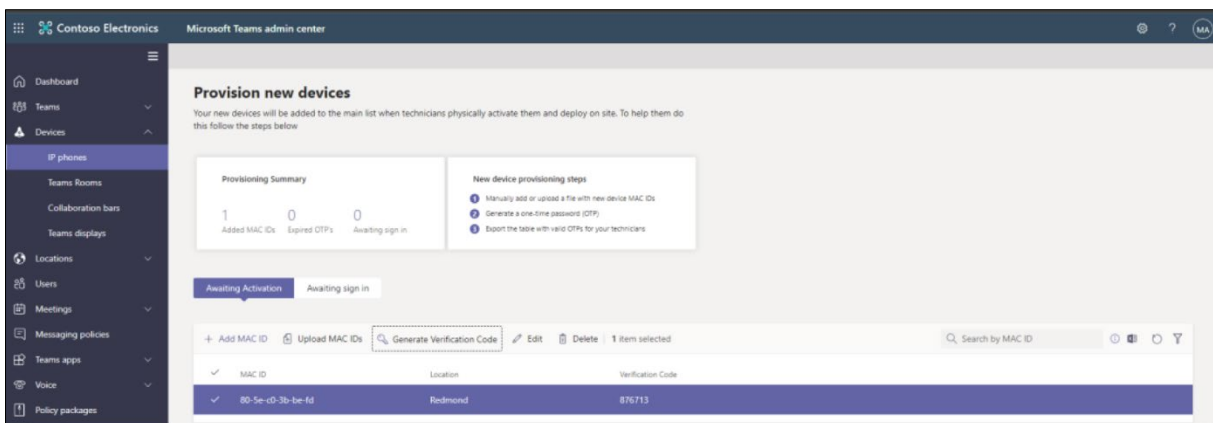 Contoso Electronics
Microsoft Teams admin center
?
MA
Dashboard
Teams
Devices
IP phones
Teams Rooms
Collaboration bars
Teams displays
Locations
Users
Meetings
Messaging policies
Teams apps
Voice
Policy packages
Provision new devices
Your new devices will be added to the main list when technicians physically activate them and deploy on site. To help them do
this follow the steps below
Provisioning Summary
1 0 0
Added MAC IDs Expired OTP's Awaiting sign in
New device provisioning steps
1 Manually add or upload a file with new device MAC IDs
2 Generate a one-time password (OTP)
3 Export the table with valid OTPs for your technicians
Awaiting Activation Awaiting sign in
+ Add MAC ID Upload MAC IDs Generate Verification Code Edit Delete 1 item selected Search by MAC ID
MAC ID Location Verification Code
80-5e-c0-3b-be-fd Redmond 876713